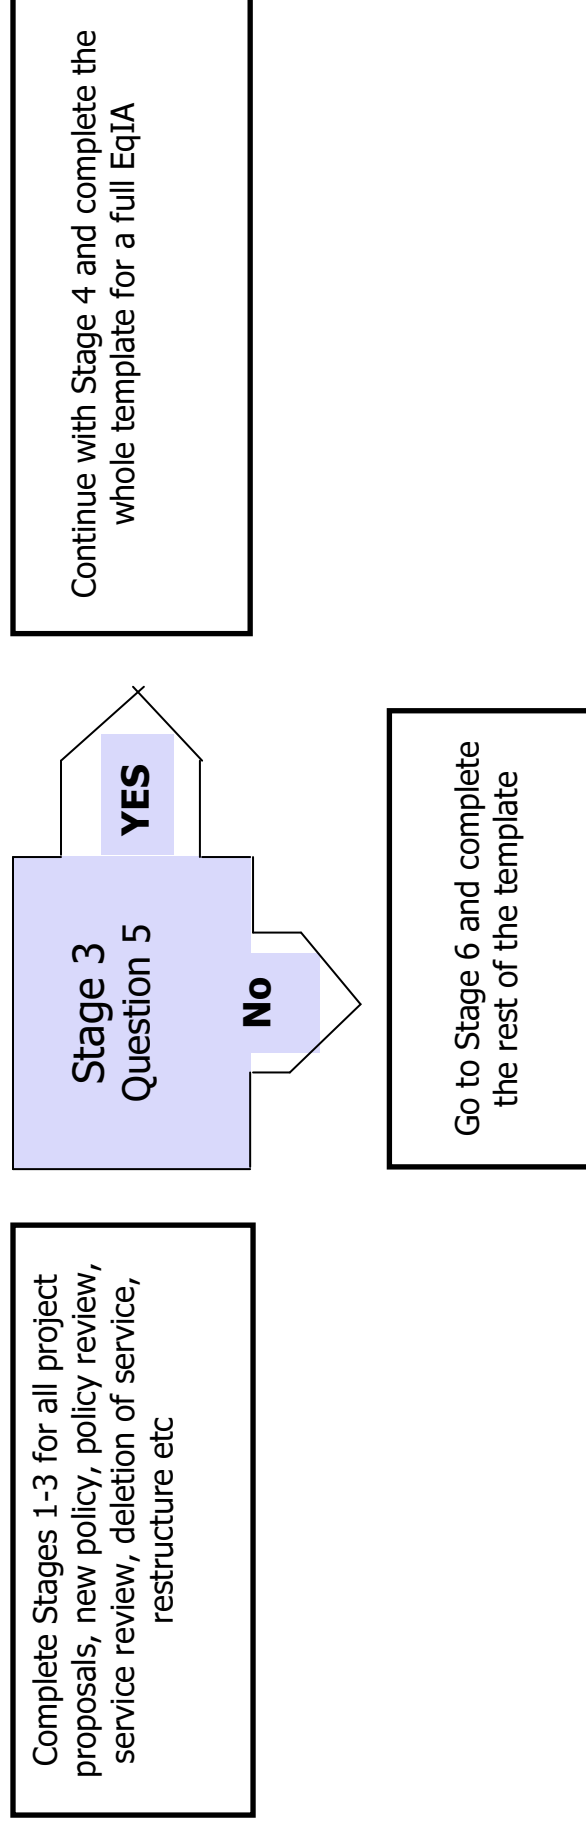 Complete Stages 1-3 for all project
proposals, new policy, policy review,
service review, deletion of service,
restructure etc
Stage 3
Question 5
YES
No
Continue with Stage 4 and complete the
whole template for a full EqIA
Go to Stage 6 and complete
the rest of the template